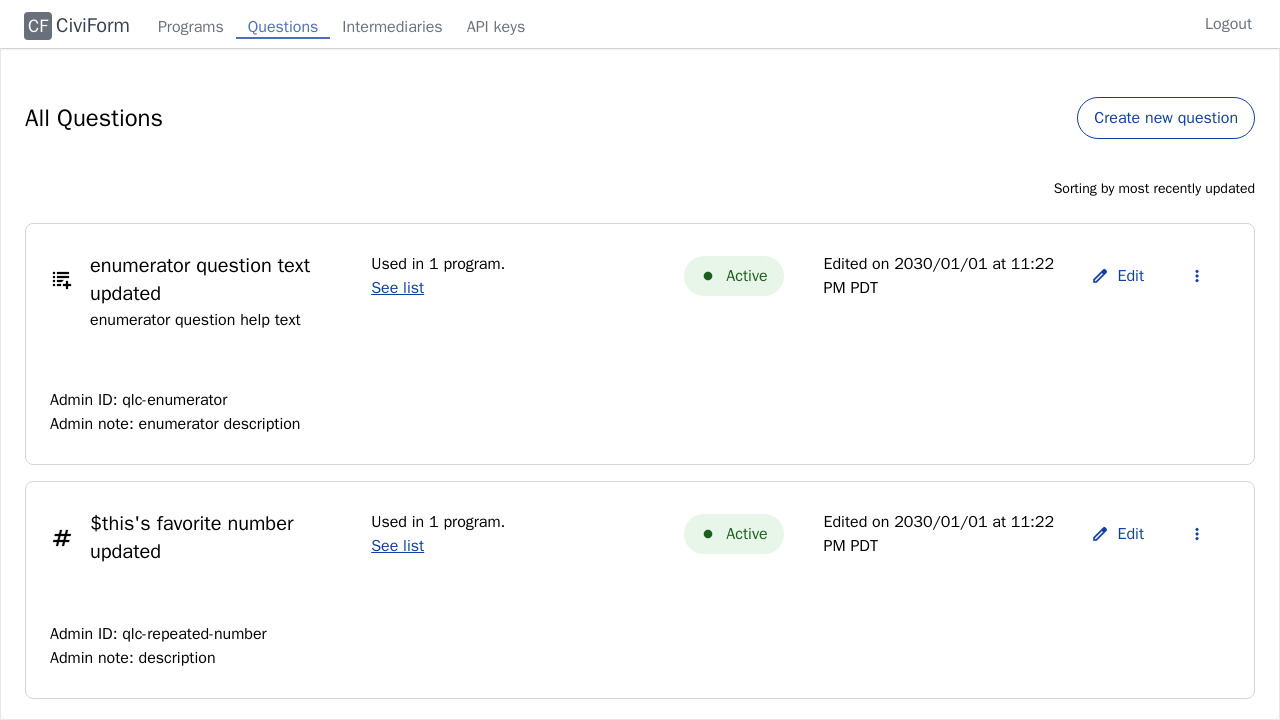 CF CiviForm Programs Questions Intermediaries API keys Logout
All Questions
Create new question
Sorting by most recently updated
enumerator question text
updated
enumerator question help text
Used in 1 program.
See list
Active
Edited on 2030/01/01 at 11:22
PM PDT
Edit
Admin ID: qlc-enumerator
Admin note: enumerator description
$this's favorite number
updated
Used in 1 program.
See list
Active
Edited on 2030/01/01 at 11:22
PM PDT
Edit
Admin ID: qlc-repeated-number
Admin note: description